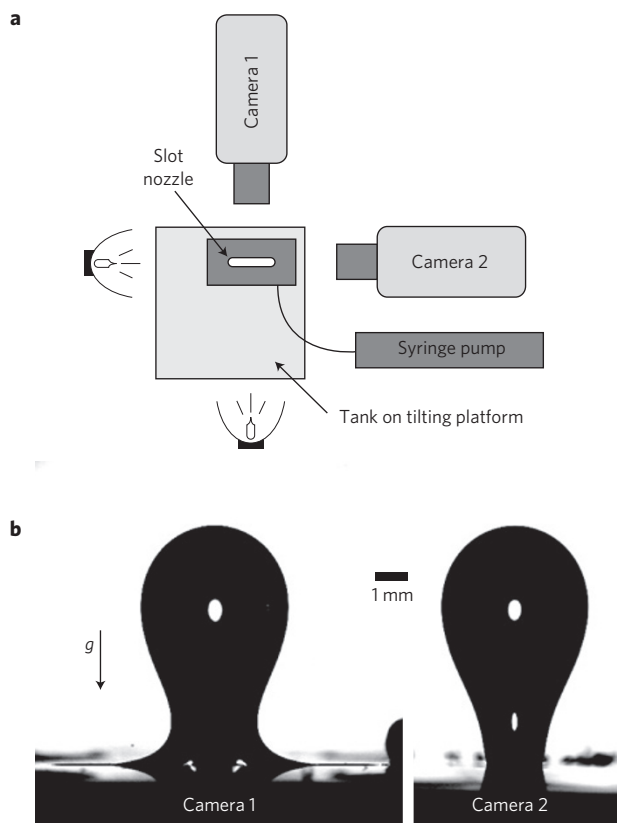 a
Camera 1
Slot
nozzle
Camera 2
Syringe pump
Tank on tilting platform
b
1 mm
g
Camera 1
Camera 2